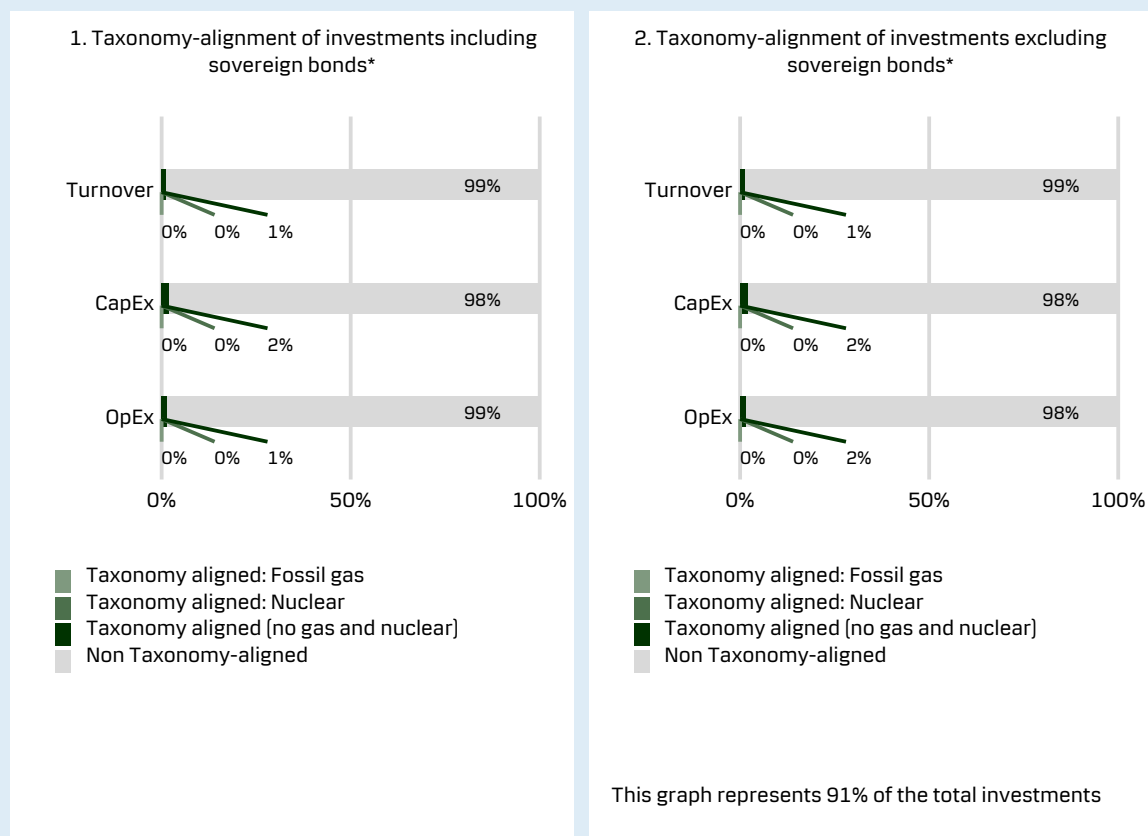 1. Taxonomy-alignment of investments including
sovereign bonds*
Turnover
99%
0% 0% 1%
CapEx
98%
0% 0% 2%
OpEx
99%
0% 0% 1%
0% 50% 100%
Taxonomy aligned: Fossil gas
Taxonomy aligned: Nuclear
Taxonomy aligned (no gas and nuclear)
Non Taxonomy-aligned
2. Taxonomy-alignment of investments excluding
sovereign bonds*
Turnover
99%
0% 0% 1%
CapEx
98%
0% 0% 2%
OpEx
98%
0% 0% 2%
0% 50% 100%
Taxonomy aligned: Fossil gas
Taxonomy aligned: Nuclear
Taxonomy aligned (no gas and nuclear)
Non Taxonomy-aligned
This graph represents 91% of the total investments